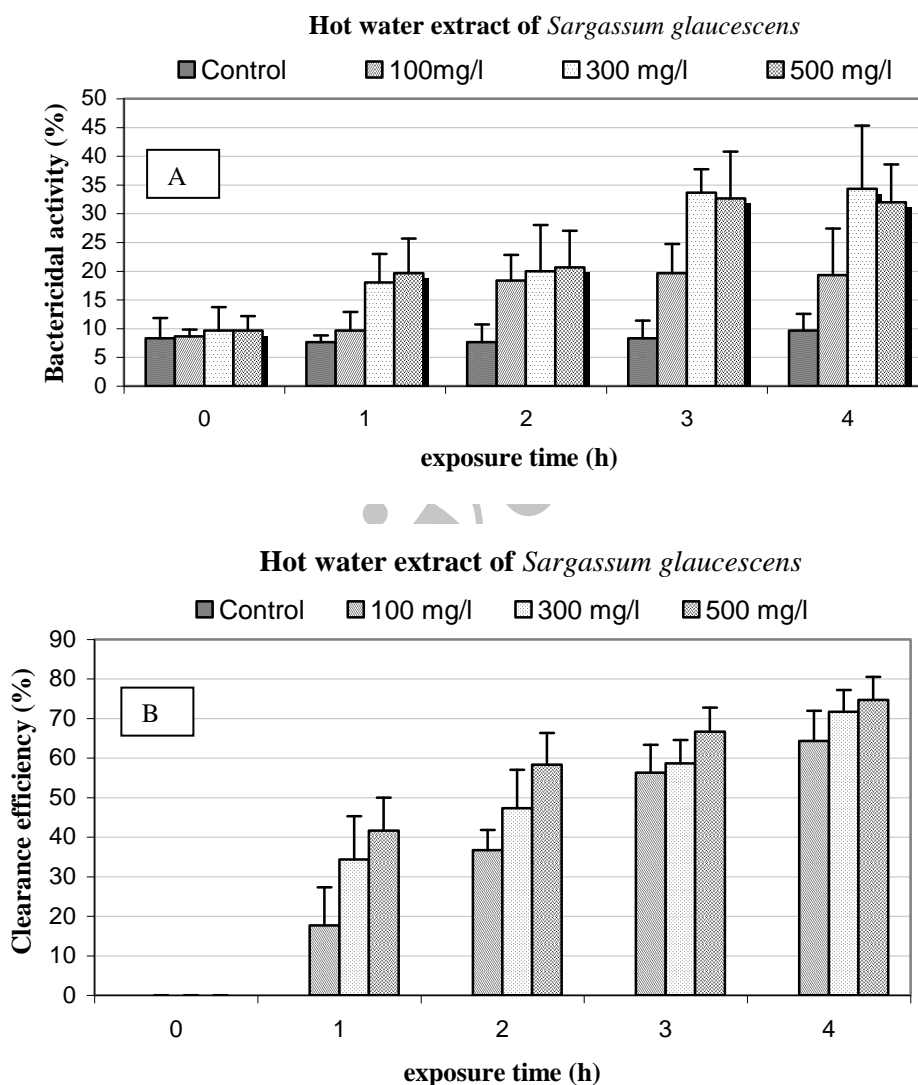 Hot water extract of Sargassum glaucescens
Control 100mg/l 300 mg/l 500 mg/l
Bactericidal activity (%)
50
45
40
35
30
25
20
15
10
5
0
A
0 1 2 3 4
exposure time (h)
Hot water extract of Sargassum glaucescens
Control 100 mg/l 300 mg/l 500 mg/l
Clearance efficiency (%)
90
80
70
60
50
40
30
20
10
0
B
0 1 2 3 4
exposure time (h)